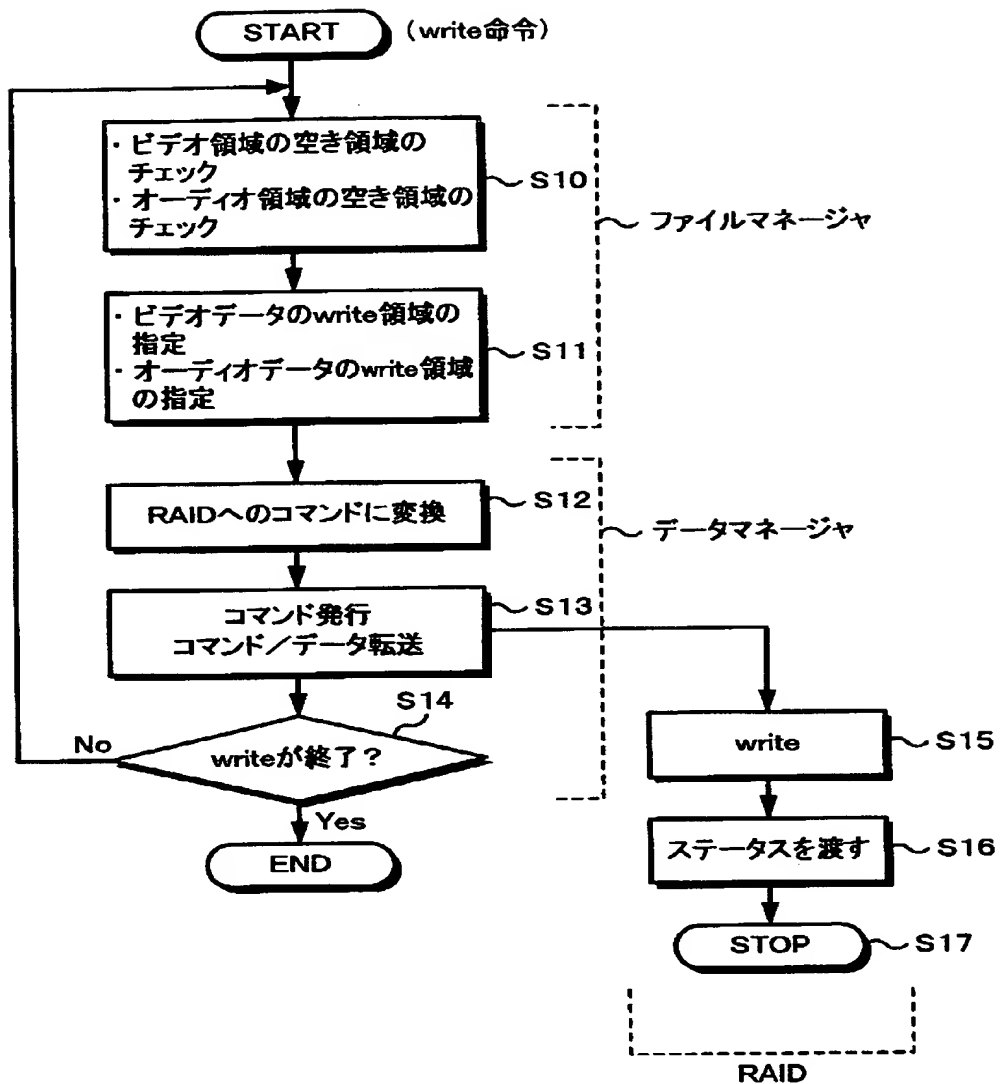 START
(write命令)
・ビデオ領域の空き領域の
チェック
・オーディオ領域の空き領域の
チェック
S10
ファイルマネージャ
・ビデオデータのwrite領域の
指定
・オーディオデータのwrite領域
の指定
S11
RAIDへのコマンドに変換
S12
データマネージャ
コマンド発行
コマンド／データ転送
S13
S14
writeが終了？
No
Yes
END
write
S15
ステータスを渡す
S16
STOP
S17
RAID